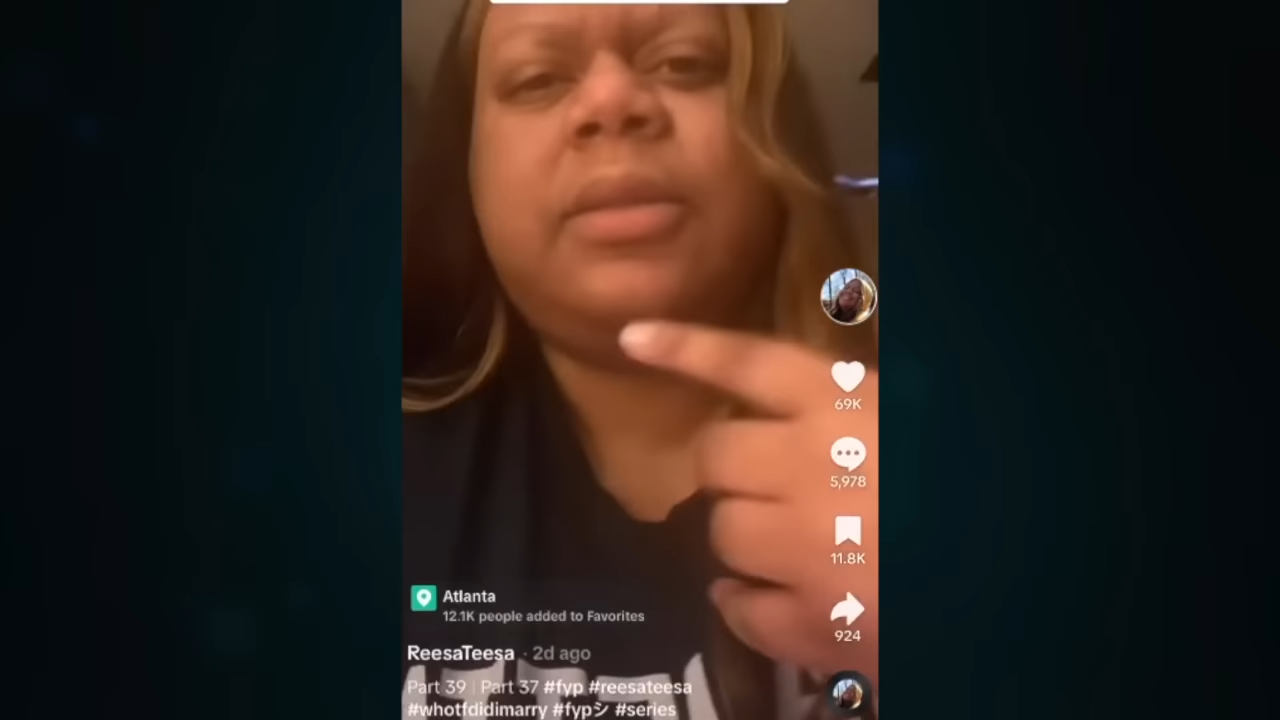 69K
5,978
11.8K
924
Atlanta
12.1K people added to Favorites
ReesaTeesa · 2d ago
Part 39 | Part 37 #fyp #reesateesa
#whotfdidimarry #fypシ #series